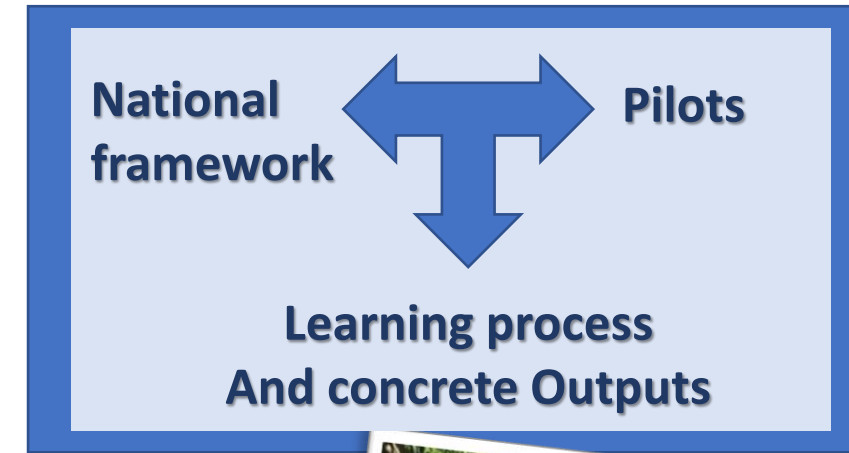 National
framework
Pilots
Learning process
And concrete Outputs